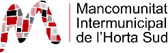 Mancomunitat
Intermunicipal
de l'Horta Sud